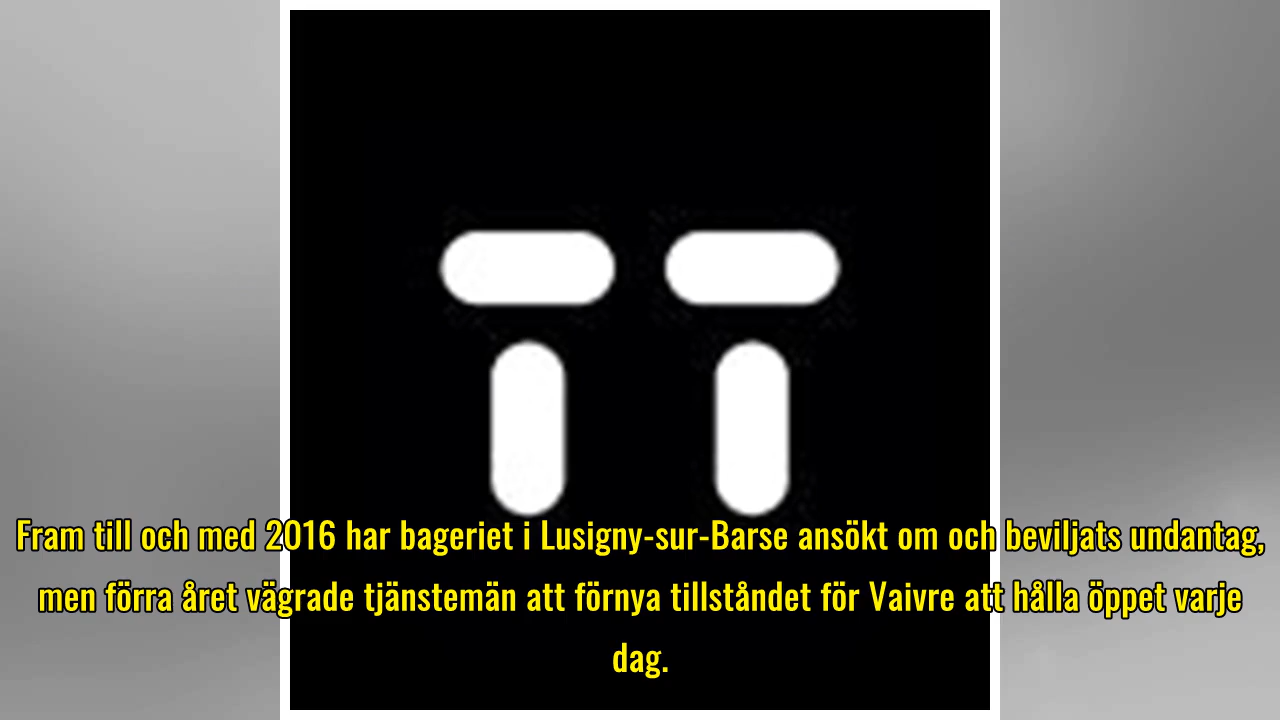 Fram till och med 2016 har bageriet i Lusigny-sur-Barse ansökt om och beviljats undantag,
men förra året vägrade tjänstemän att förnya tillståndet för Vaivre att hålla öppet varje
dag.